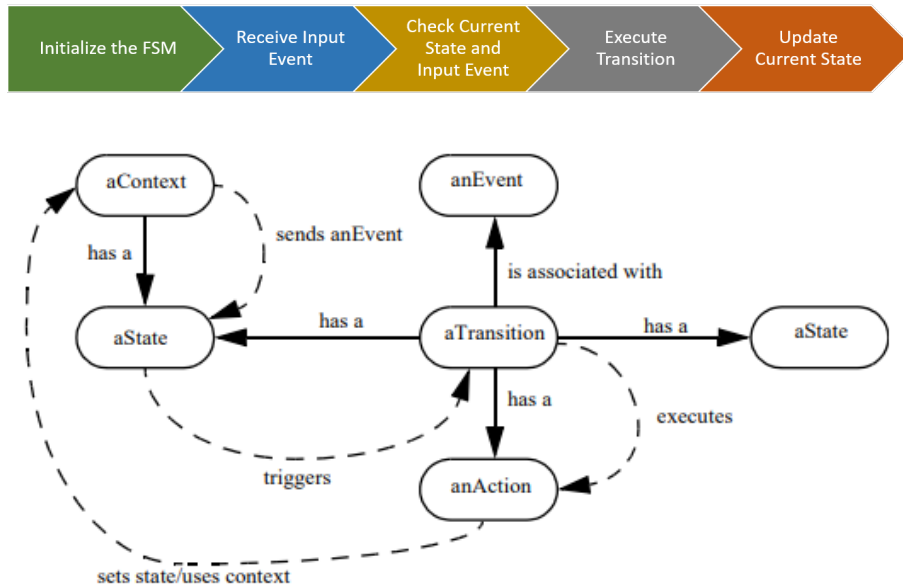 Initialize the FSM
Receive Input
Event
Check Current
State and
Input Event
Execute
Transition
Update
Current State
aContext
anEvent
sends anEvent
has a
is associated with
aState
has a
aTransition
has a
aState
has a
executes
triggers
anAction
sets state/uses context